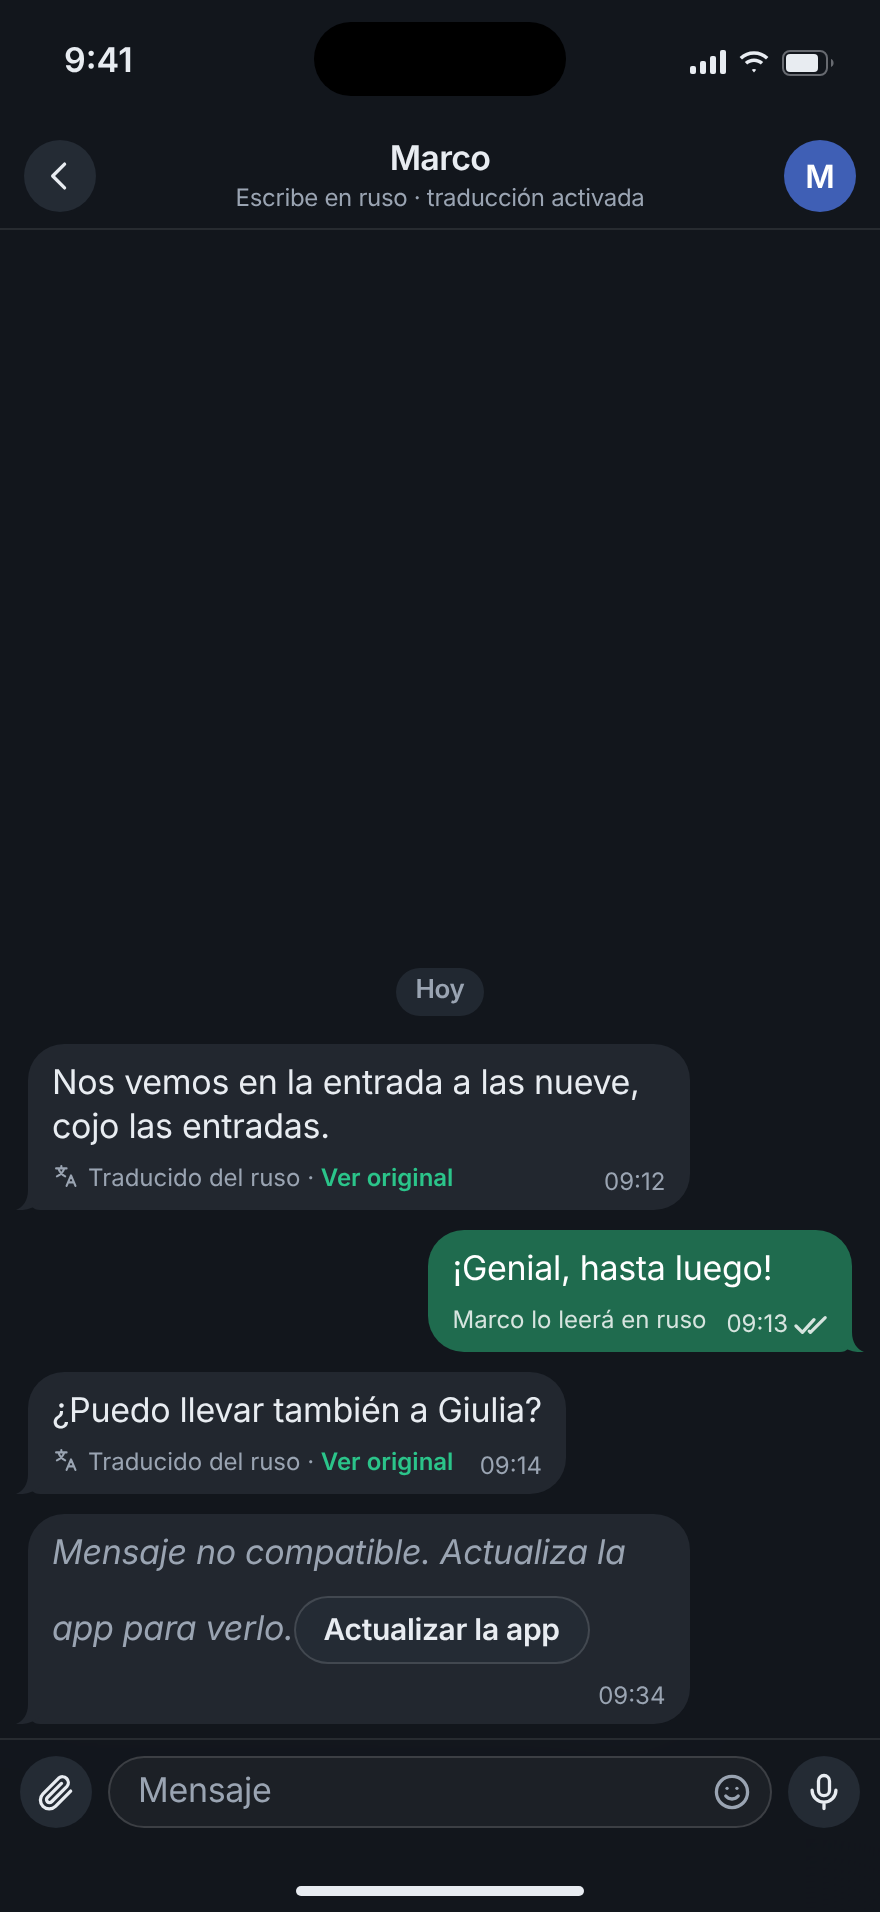 9:41
Marco
Escribe en ruso · traducción activada
M
Hoy
Nos vemos en la entrada a las nueve,
cojo las entradas.
Traducido del ruso · Ver original 09:12
¡Genial, hasta luego!
Marco lo leerá en ruso 09:13
¿Puedo llevar también a Giulia?
Traducido del ruso · Ver original 09:14
Mensaje no compatible. Actualiza la
app para verlo. Actualizar la app
09:34
Mensaje